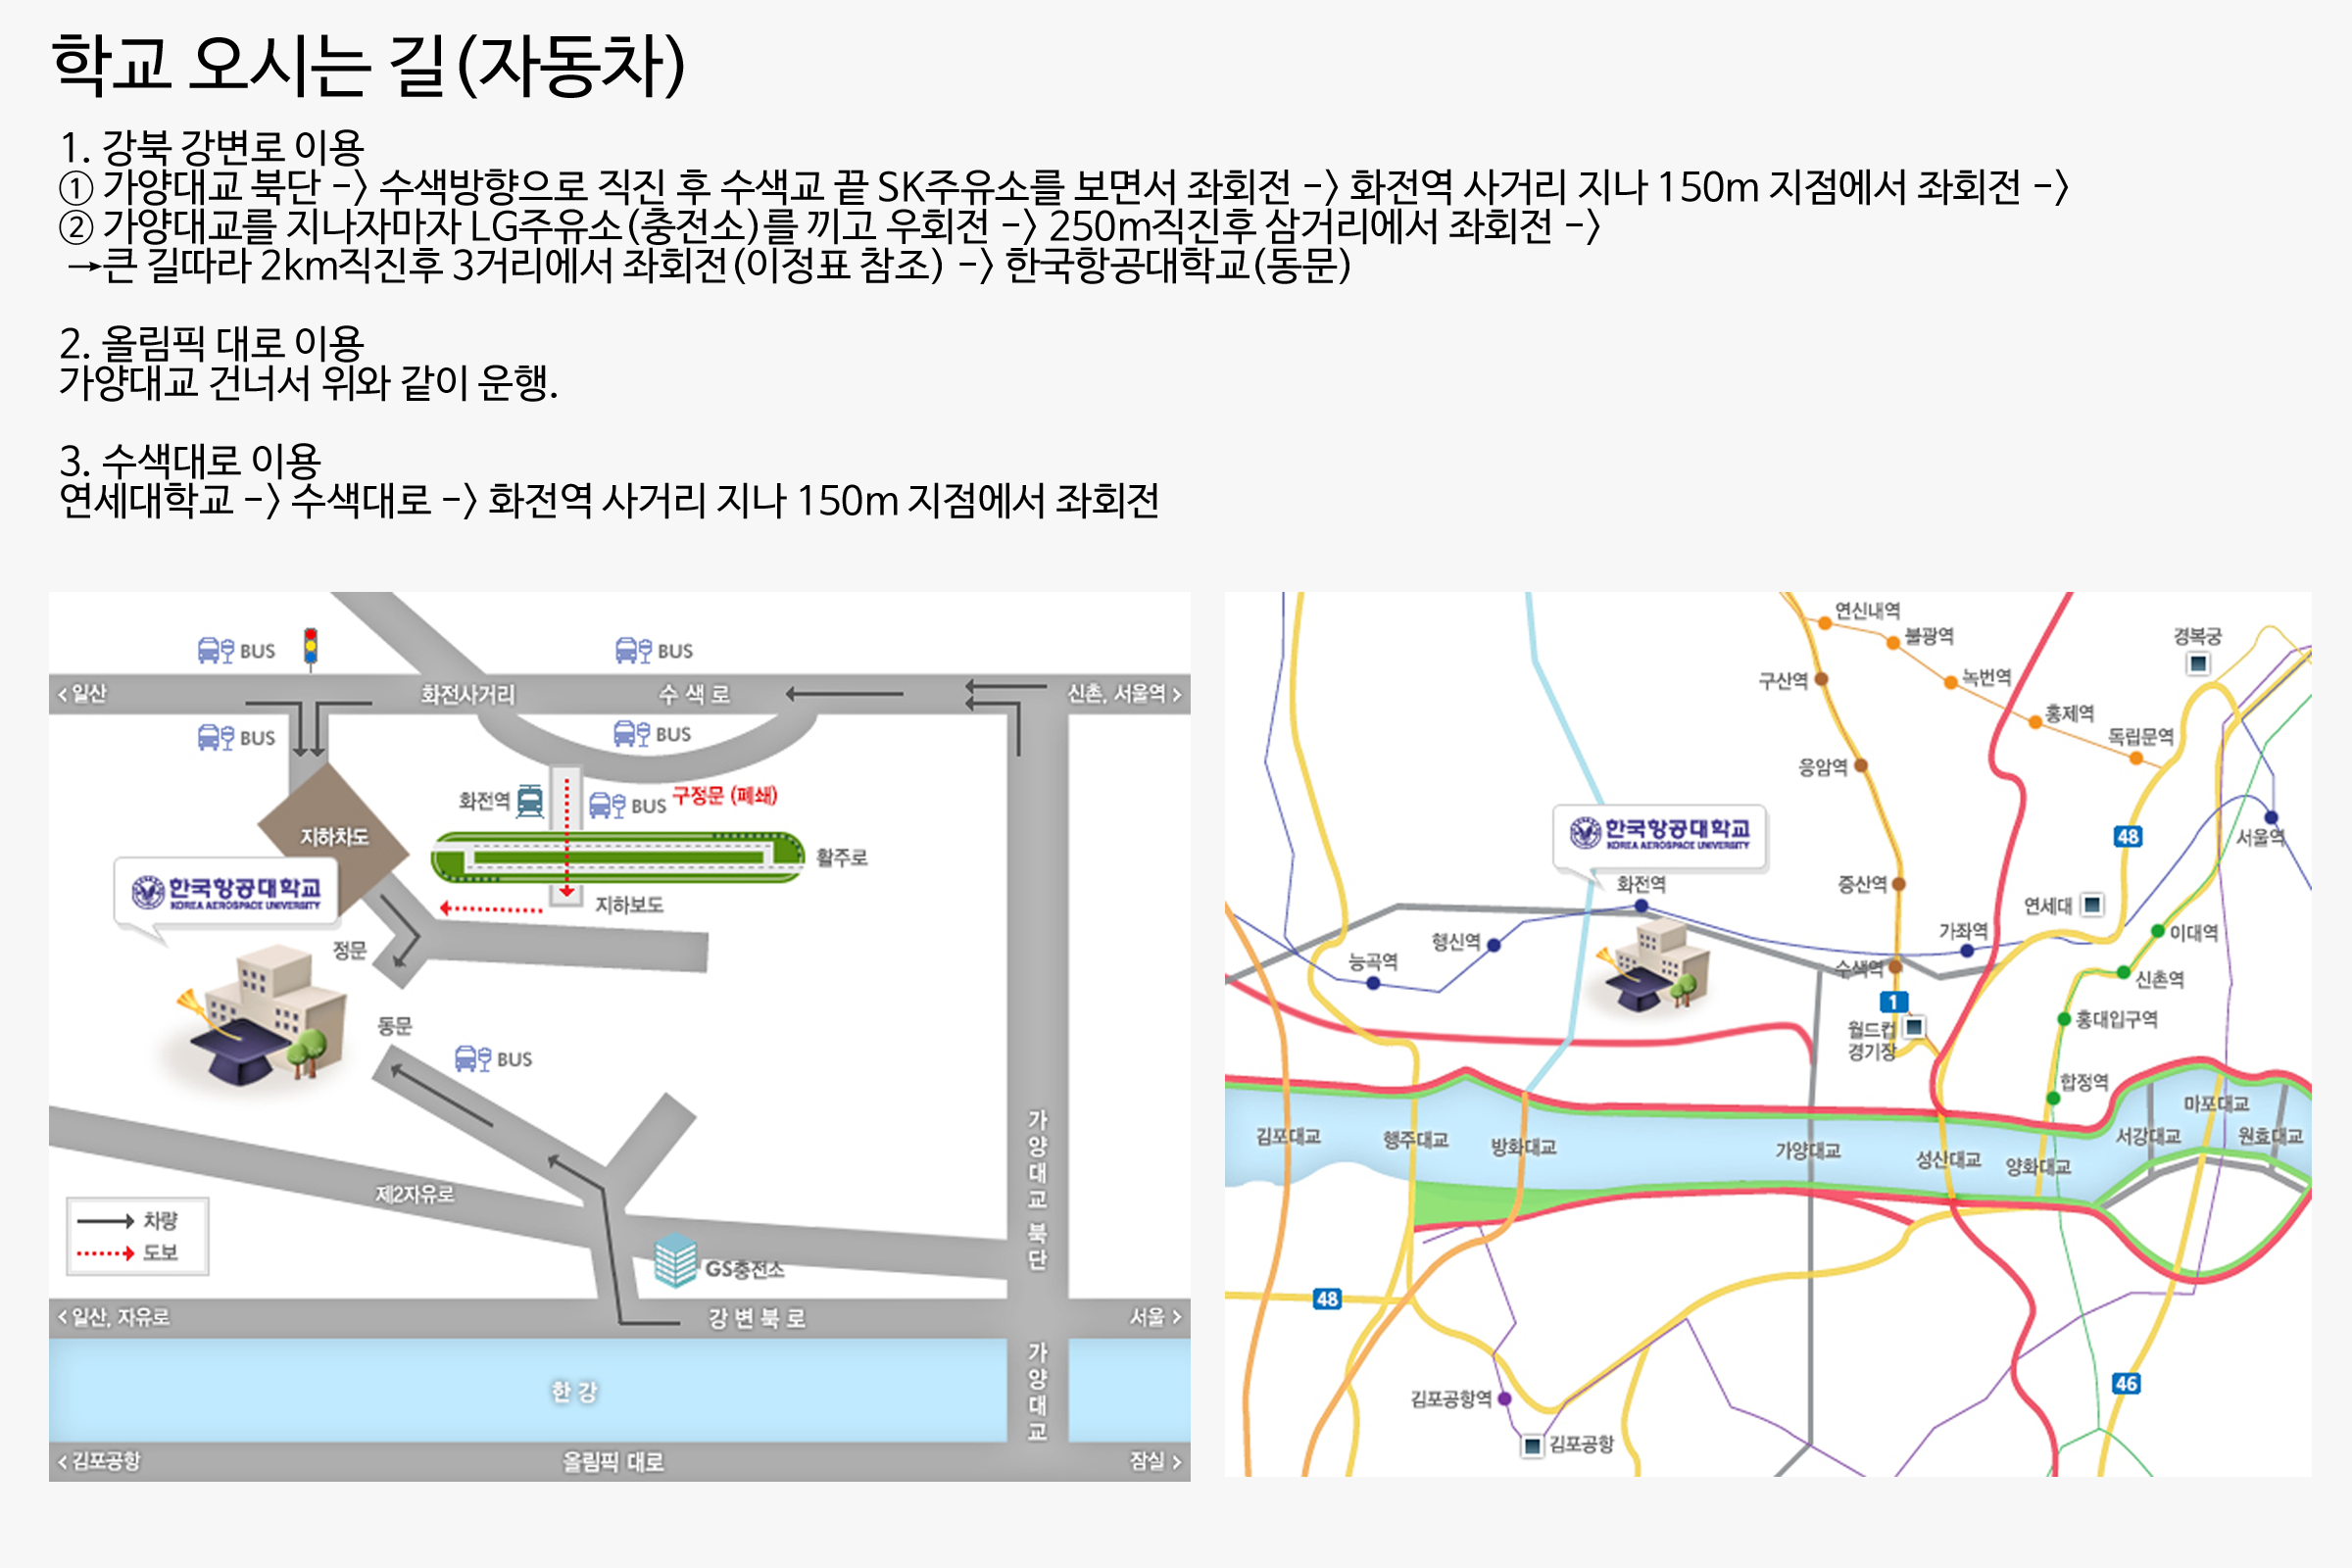 학교 오시는 길(자동차)
1. 강북 강변로 이용
① 가양대교 북단 -> 수색방향으로 직진 후 수색교 끝 SK주유소를 보면서 좌회전 -> 화전역 사거리 지나 150m 지점에서 좌회전 ->
② 가양대교를 지나자마자 LG주유소(충전소)를 끼고 우회전 -> 250m직진후 삼거리에서 좌회전 ->
→큰 길따라 2km직진후 3거리에서 좌회전(이정표 참조) -> 한국항공대학교(동문)
2. 올림픽 대로 이용
가양대교 건너서 위와 같이 운행.
3. 수색대로 이용
연세대학교 -> 수색대로 -> 화전역 사거리 지나 150m 지점에서 좌회전
BUS
BUS
< 일산
화전사거리
수 색 로
신촌, 서울역 >
BUS
BUS
화전역
BUS
구정문 (폐쇄)
지하차도
활주로
한국항공대학교
KOREA AEROSPACE UNIVERSITY
지하보도
정문
동문
BUS
가양대교 북단
제2자유로
차량
도보
GS충전소
< 일산, 자유로
강 변 북 로
서울 >
가양대교
한 강
< 김포공항
올림픽 대로
잠실 >
연신내역
불광역
경복궁
구산역
녹번역
홍제역
독립문역
응암역
48
서울역
한국항공대학교
KOREA AEROSPACE UNIVERSITY
화전역
증산역
연세대
행신역
가좌역
이대역
능곡역
수색역
신촌역
1
월드컵
경기장
홍대입구역
합정역
마포대교
김포대교
행주대교
방화대교
가양대교
성산대교
양화대교
서강대교
원효대교
48
김포공항역
46
김포공항